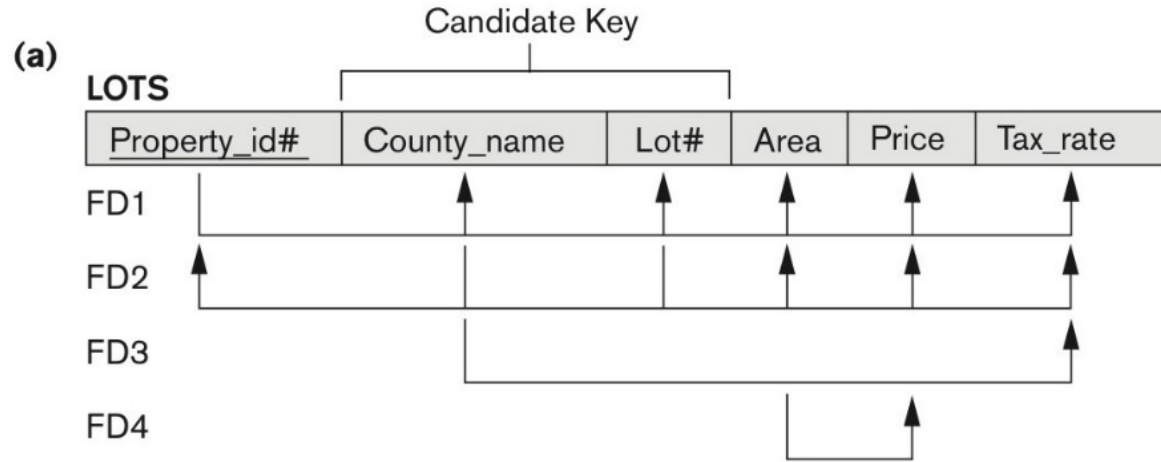 Candidate Key
(a)
LOTS
Property_id# County_name Lot# Area Price Tax_rate
FD1
FD2
FD3
FD4